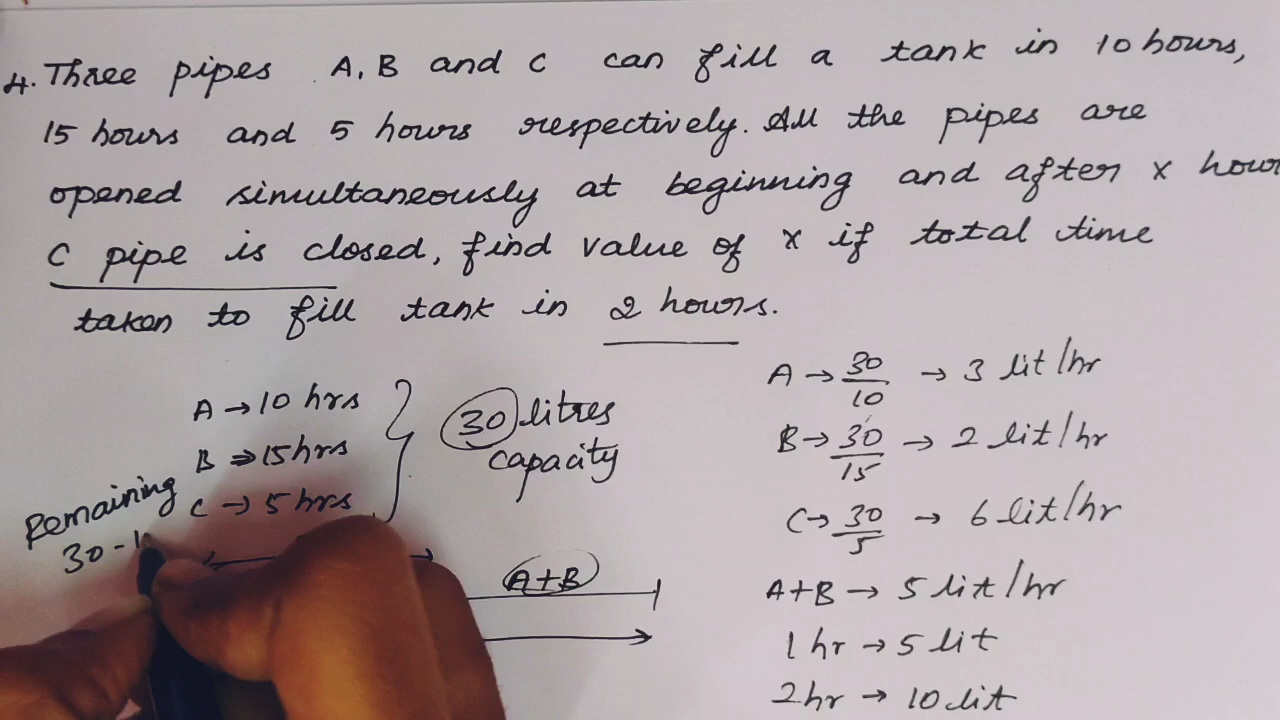 4. Three pipes A, B and C can fill a tank in 10 hours,
15 hours and 5 hours respectively. All the pipes are
opened simultaneously at beginning and after x hour
C pipe is closed, find value of x if total time
taken to fill tank in 2 hours.
A → 10 hrs
B → 15 hrs
C → 5 hrs
30 litres
capacity
Remaining
30 - 1
A+B
A → 30/10 → 3 lit/hr
B → 30/15 → 2 lit/hr
C → 30/5 → 6 lit/hr
A+B → 5 lit/hr
1 hr → 5 lit
2 hr → 10 lit